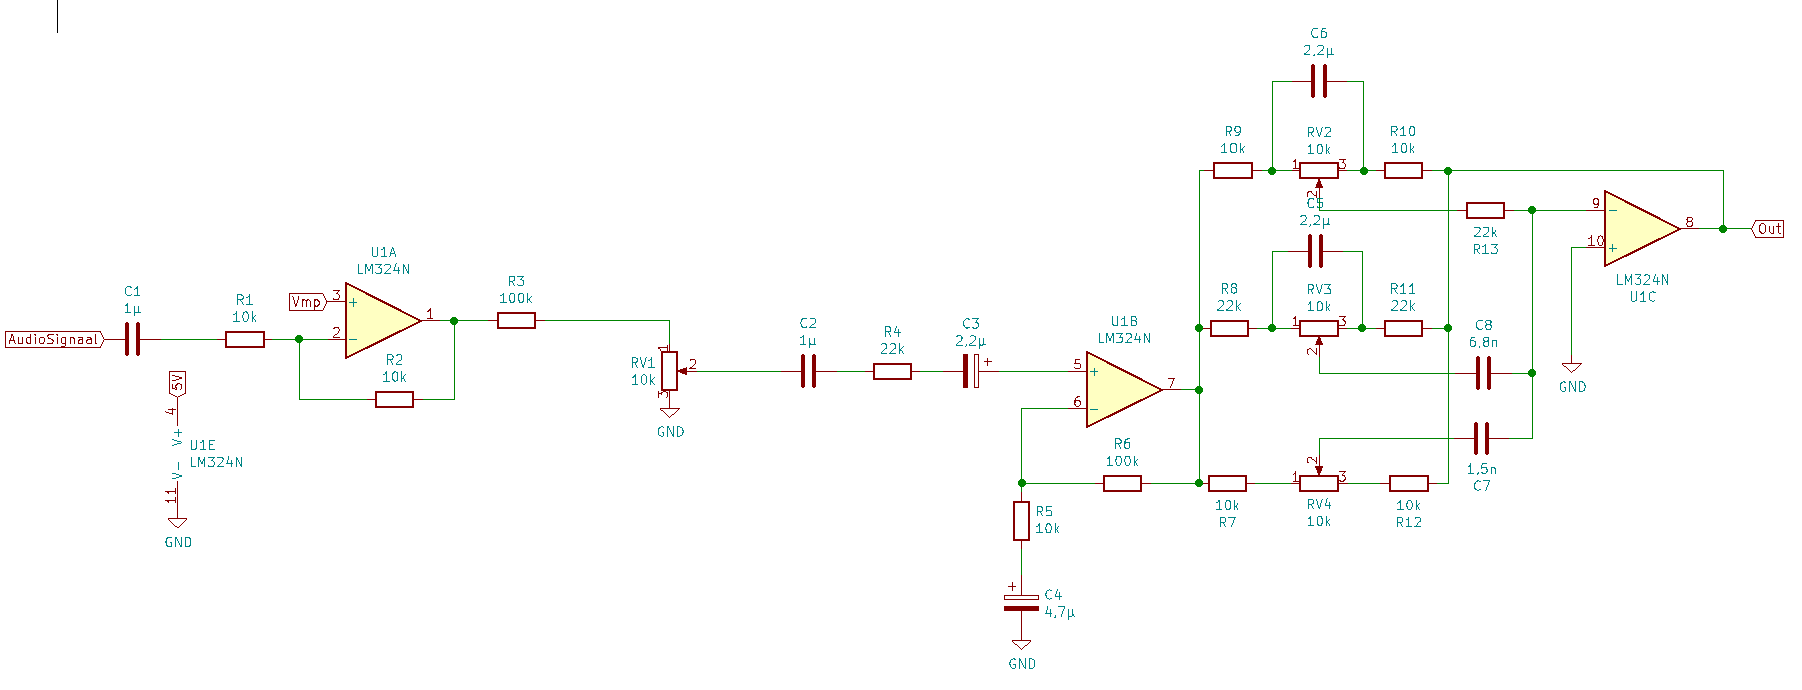 C6
2,2µ
R9
10k
RV2
10k
R10
10k
1
3
2
C5
2,2µ
22k
R13
9
10
8
Out
LM324N
U1C
GND
R8
22k
RV3
10k
R11
22k
1
3
2
C8
6,8n
1,5n
C7
10k
R7
1
3
2
RV4
10k
10k
R12
AudioSignaal
C1
1µ
R1
10k
Vmp
U1A
LM324N
3
2
1
+
−
R2
10k
R3
100k
RV1
10k
1
2
3
GND
C2
1µ
R4
22k
C3
2,2µ
+
U1B
LM324N
5
6
7
+
−
R6
100k
R5
10k
+
C4
4,7µ
GND
5V
4
V+
U1E
LM324N
V-
11
GND